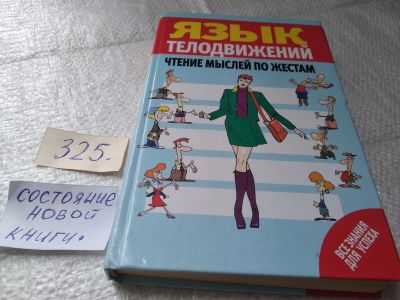 ЯЗЫК
ТЕЛОДВИЖЕНИЙ
ЧТЕНИЕ МЫСЛЕЙ ПО ЖЕСТАМ
325.
СОСТОЯНИЕ
НОВОЙ
КНИГИ.
ВСЕ ЗНАНИЯ
ДЛЯ УСПЕХА